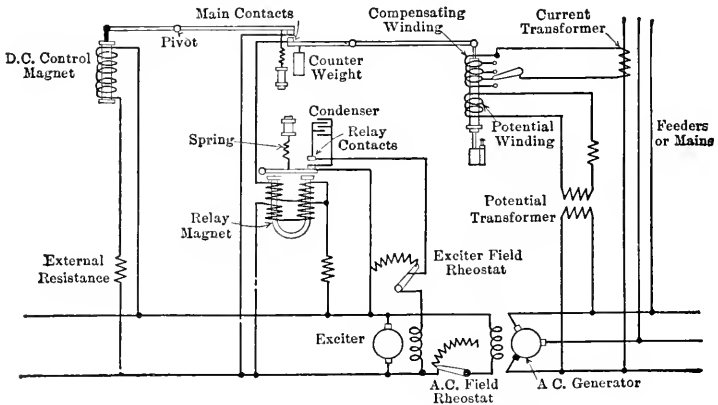 Main Contacts
Pivot
D.C. Control
Magnet
Compensating
Winding
Current
Transformer
Counter
Weight
Condenser
Relay
Contacts
Spring
Potential
Winding
Feeders
or Mains
Relay
Magnet
Potential
Transformer
External
Resistance
Exciter Field
Rheostat
Exciter
A.C. Field
Rheostat
A.C. Generator